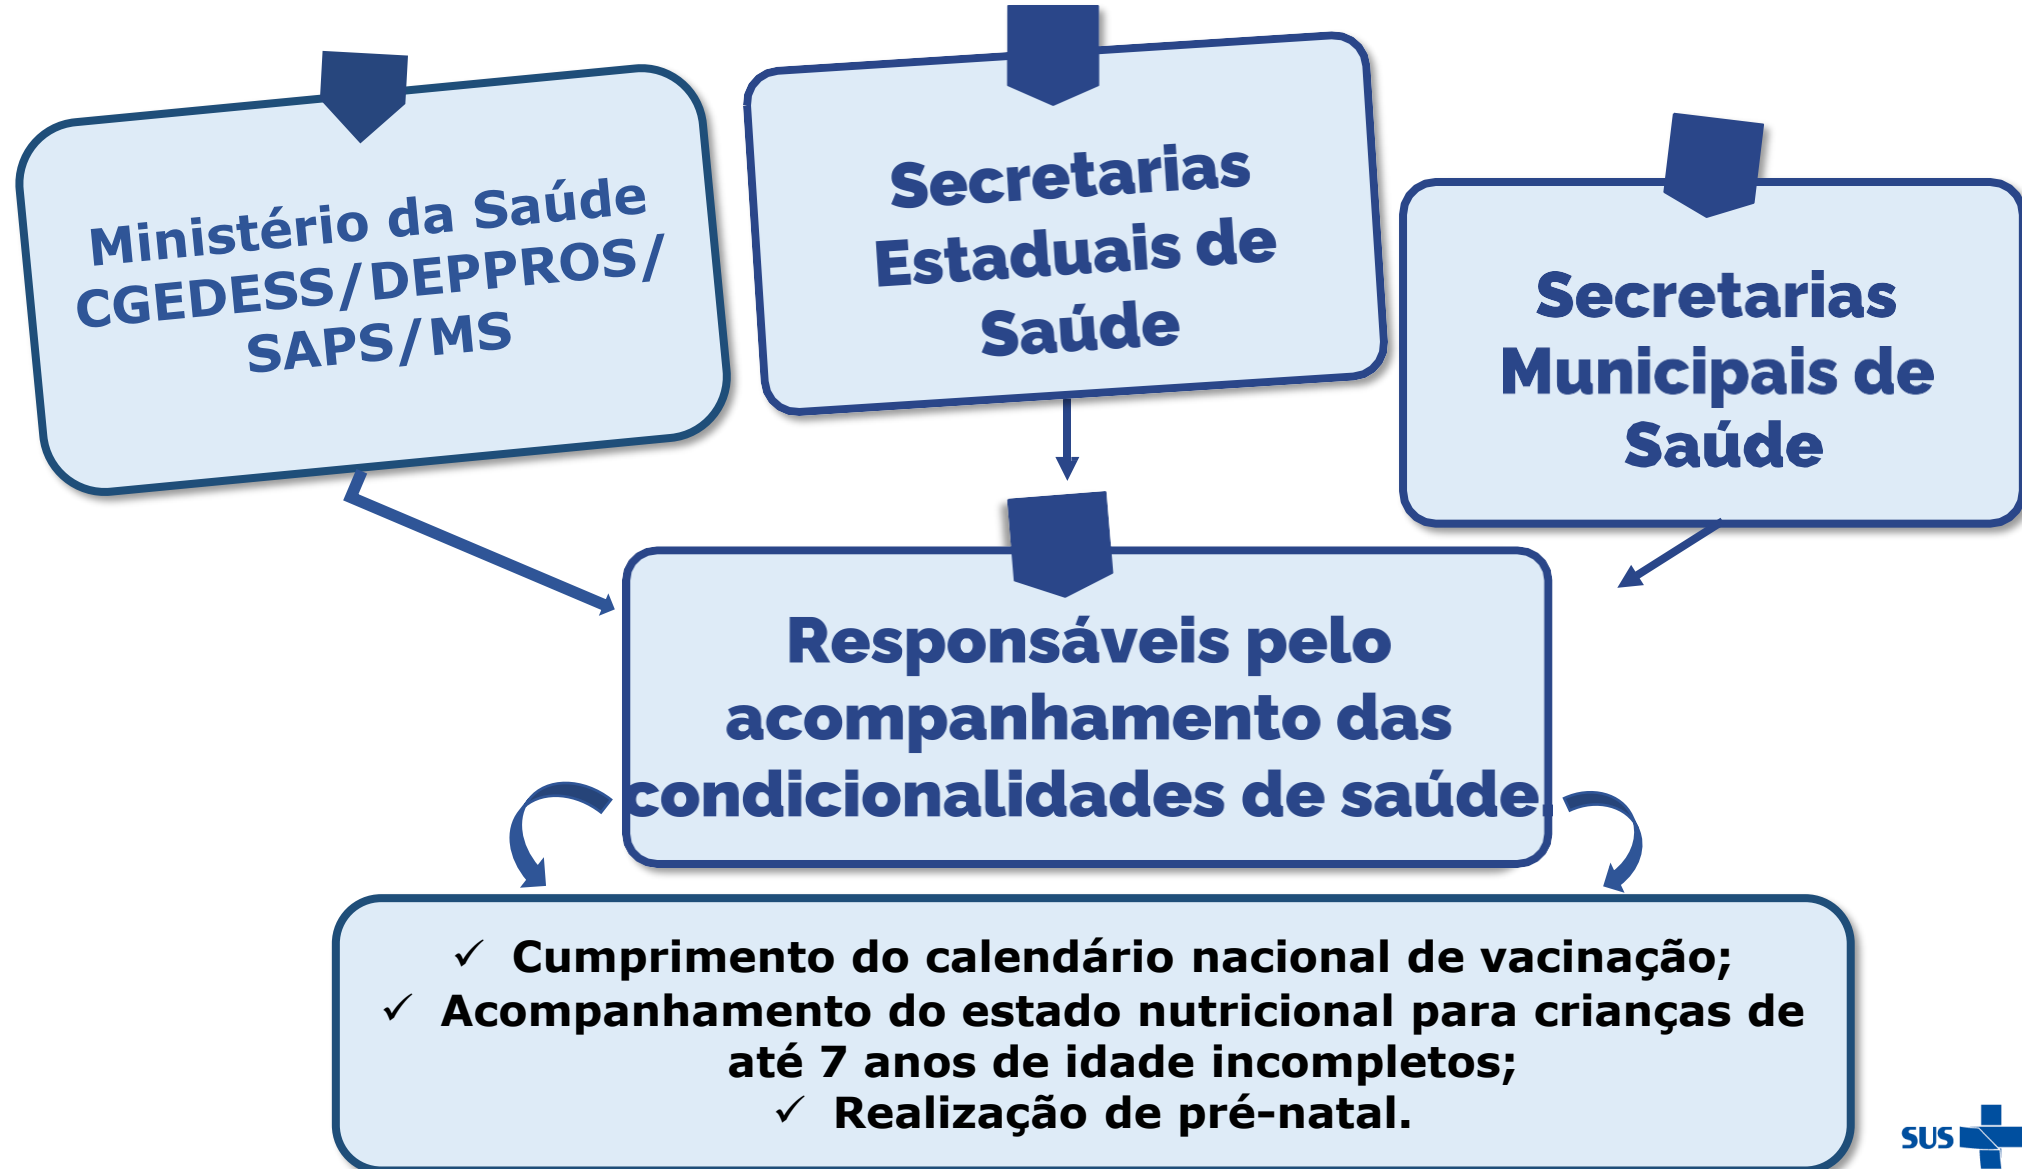 Ministério da Saúde
CGEDESS/DEPPROS/
SAPS/MS
Secretarias
Estaduais de
Saúde
Secretarias
Municipais de
Saúde
Responsáveis pelo
acompanhamento das
condicionalidades de saúde.
✓ Cumprimento do calendário nacional de vacinação;
✓ Acompanhamento do estado nutricional para crianças de
até 7 anos de idade incompletos;
✓ Realização de pré-natal.
SUS